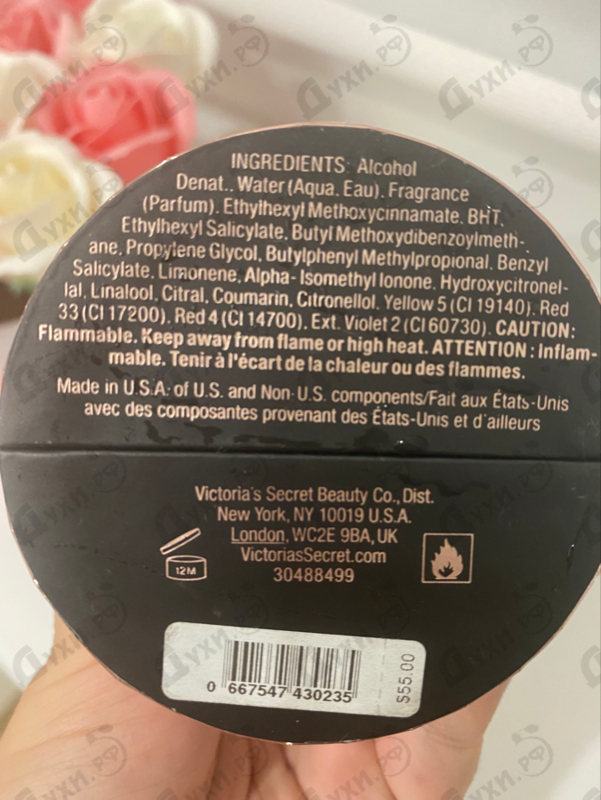 INGREDIENTS: Alcohol
Denat.. Water (Aqua. Eau). Fragrance
(Parfum). Ethylhexyl Methoxycinnamate. BHT.
Ethylhexyl Salicylate. Butyl Methoxydibenzoylmeth-
ane. Propylene Glycol. Butylphenyl Methylpropional. Benzyl
Salicylate. Limonene. Alpha- Isomethyl Ionone. Hydroxycitronel-
lal. Linalool. Citral. Coumarin. Citronellol. Yellow 5 (CI 19140). Red
33 (CI 17200). Red 4 (CI 14700). Ext. Violet 2 (CI 60730). CAUTION:
Flammable. Keep away from flame or high heat. ATTENTION : Inflam-
mable. Tenir à l'écart de la chaleur ou des flammes.
Made in U.S.A. of U.S. and Non-U.S. components/Fait aux États-Unis
avec des composantes provenant des États-Unis et d'ailleurs
Victoria's Secret Beauty Co., Dist.
New York, NY 10019 U.S.A.
London, WC2E 9BA, UK
VictoriasSecret.com
30488499
12M
0 667547 430235
$55.00
Духи.РФ